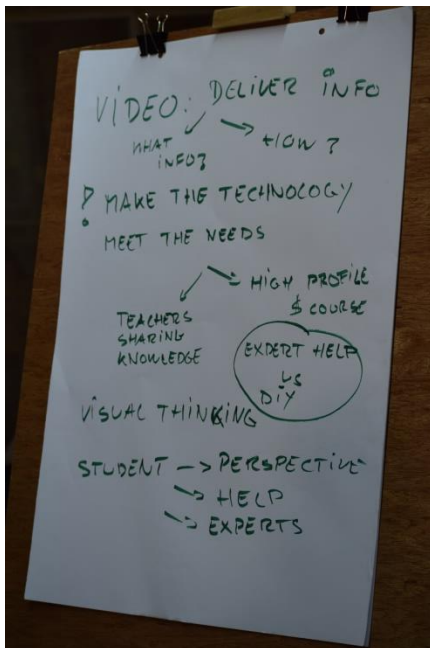 VIDEO: DELIVER INFO
WHAT INFO?
HOW?
! MAKE THE TECHNOLOGY
MEET THE NEEDS
HIGH PROFILE
$ COURSE
TEACHERS
SHARING
KNOWLEDGE
EXPERT HELP
VS
DIY
VISUAL THINKING
STUDENT -> PERSPECTIVE
-> HELP
-> EXPERTS